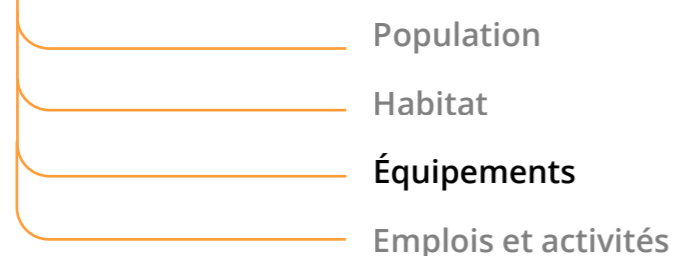 Population
Habitat
Équipements
Emplois et activités